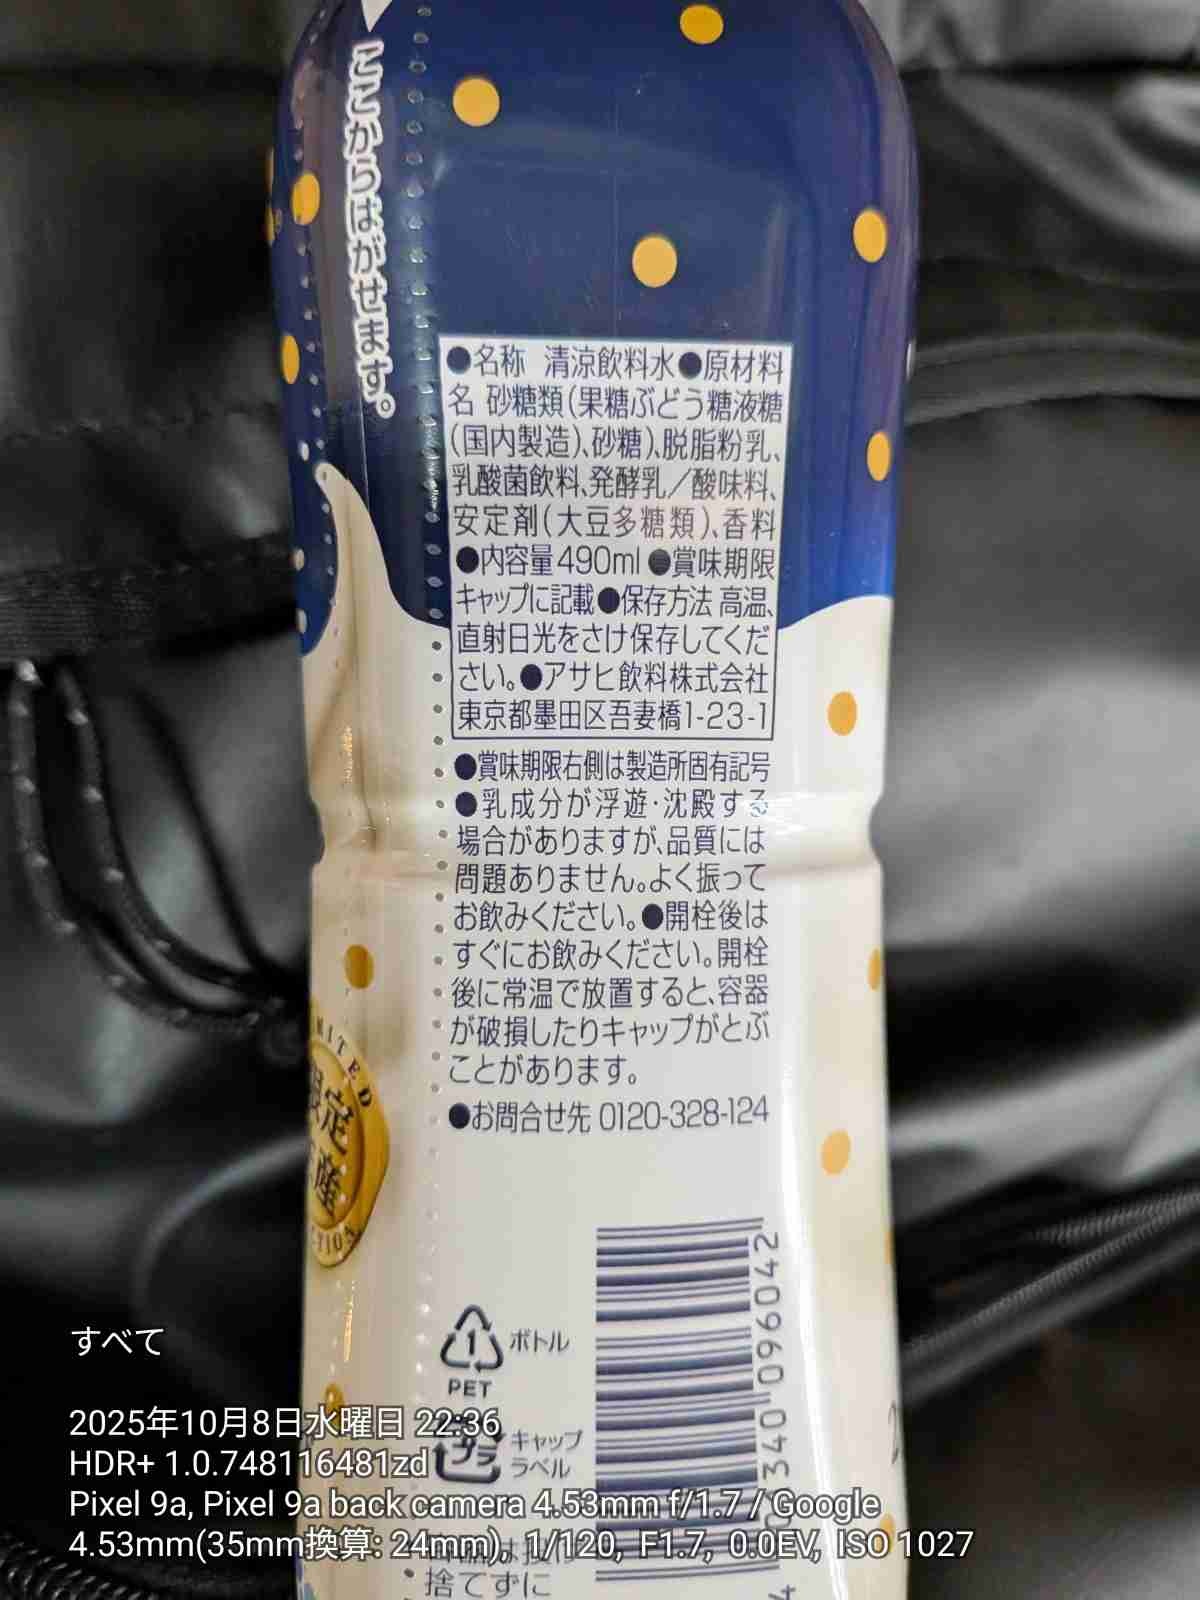 ここからはがせます。
●名称 清涼飲料水●原材料
名 砂糖類(果糖ぶどう糖液糖
(国内製造)、砂糖)、脱脂粉乳、
乳酸菌飲料、発酵乳／酸味料、
安定剤(大豆多糖類)、香料
●内容量490ml●賞味期限
キャップに記載●保存方法 高温、
直射日光をさけ保存してくだ
さい。●アサヒ飲料株式会社
東京都墨田区吾妻橋1-23-1
●賞味期限右側は製造所固有記号
●乳成分が浮遊・沈殿する
場合がありますが、品質には
問題ありません。よく振って
お飲みください。●開栓後は
すぐにお飲みください。開栓
後に常温で放置すると、容器
が破損したりキャップがとぶ
ことがあります。
●お問合せ先 0120-328-124
限定
1
ボトル
PET
プラ
キャップ
ラベル
340 096042
捨てずに
すべて
2025年10月8日水曜日 22:36
HDR+ 1.0.748116481zd
Pixel 9a, Pixel 9a back camera 4.53mm f/1.7 / Google
4.53mm(35mm換算: 24mm), 1/120, F1.7, 0.0EV, ISO 1027